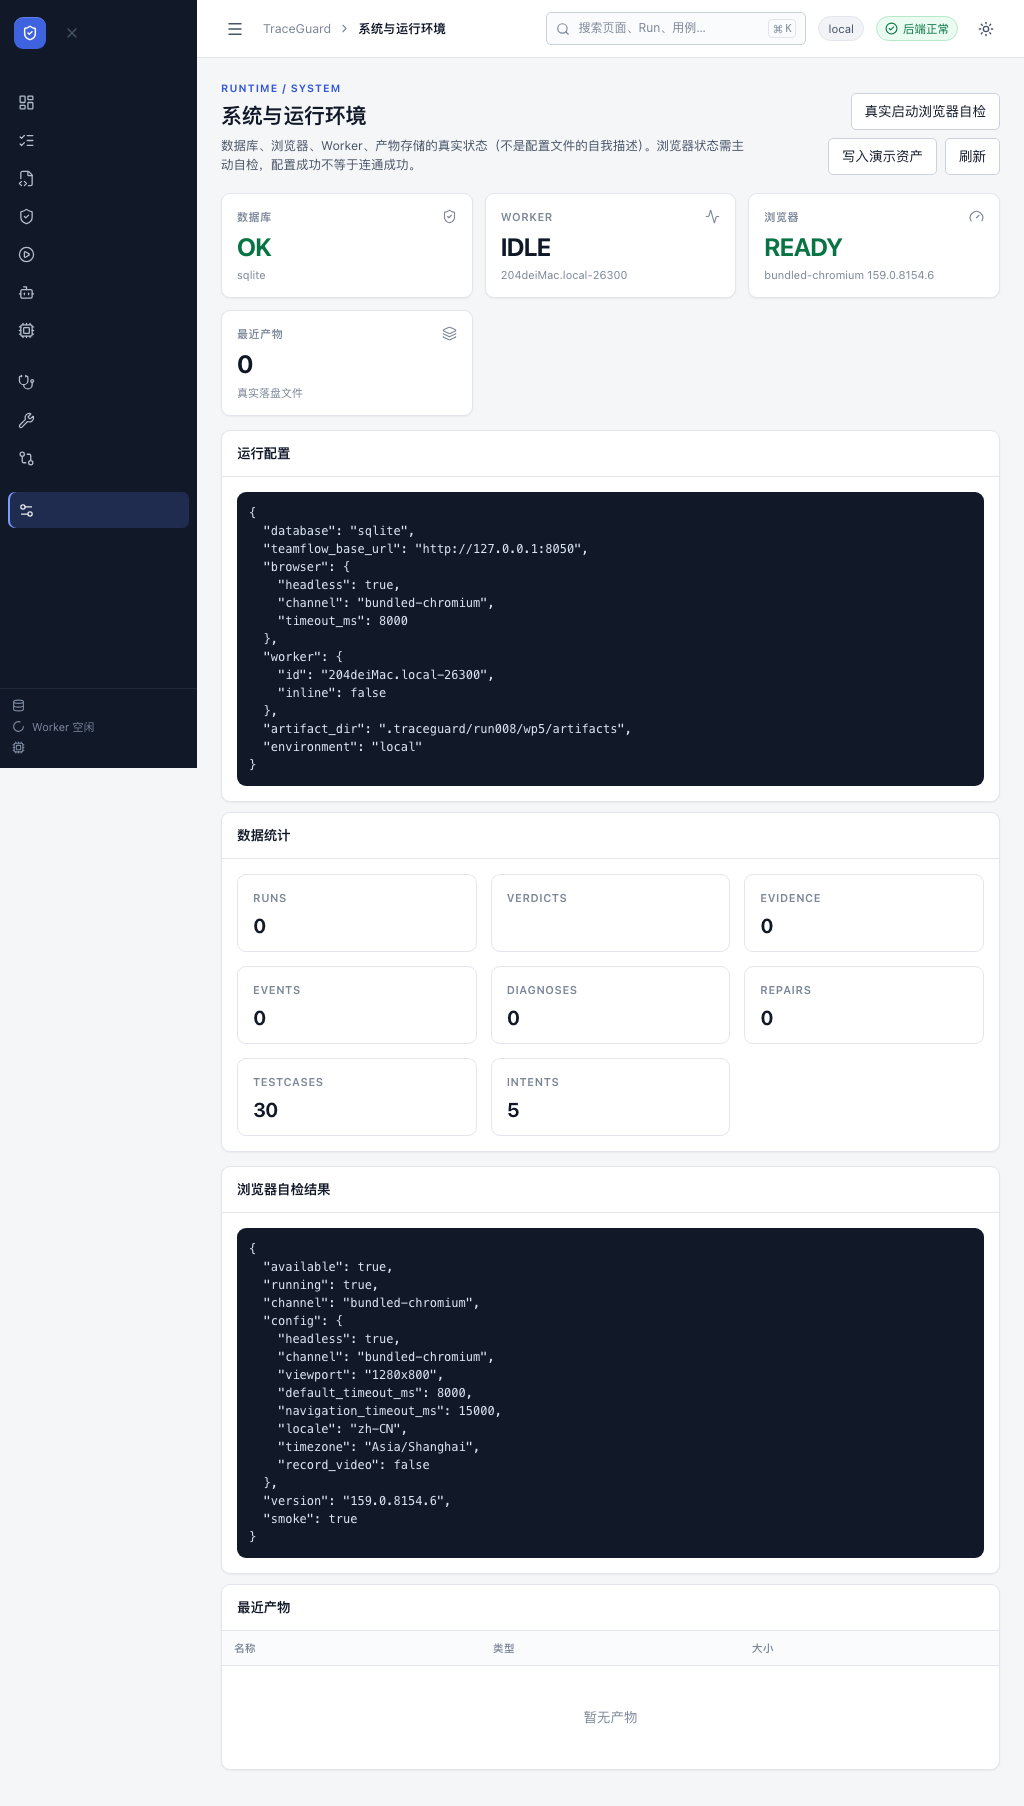 TraceGuard
系统与运行环境
搜索页面、Run、用例...
⌘ K
local
后端正常
RUNTIME / SYSTEM
系统与运行环境
数据库、浏览器、Worker、产物存储的真实状态（不是配置文件的自我描述）。浏览器状态需主
动自检，配置成功不等于连通成功。
真实启动浏览器自检
写入演示资产
刷新
数据库
OK
sqlite
WORKER
IDLE
204deiMac.local-26300
浏览器
READY
bundled-chromium 159.0.8154.6
最近产物
0
真实落盘文件
Worker 空闲
运行配置
{
"database": "sqlite",
"teamflow_base_url": "http://127.0.0.1:8050",
"browser": {
"headless": true,
"channel": "bundled-chromium",
"timeout_ms": 8000
},
"worker": {
"id": "204deiMac.local-26300",
"inline": false
},
"artifact_dir": ".traceguard/run008/wp5/artifacts",
"environment": "local"
}
数据统计
RUNS
0
VERDICTS
EVIDENCE
0
EVENTS
0
DIAGNOSES
0
REPAIRS
0
TESTCASES
30
INTENTS
5
浏览器自检结果
{
"available": true,
"running": true,
"channel": "bundled-chromium",
"config": {
"headless": true,
"channel": "bundled-chromium",
"viewport": "1280x800",
"default_timeout_ms": 8000,
"navigation_timeout_ms": 15000,
"locale": "zh-CN",
"timezone": "Asia/Shanghai",
"record_video": false
},
"version": "159.0.8154.6",
"smoke": true
}
最近产物
名称
类型
大小
暂无产物